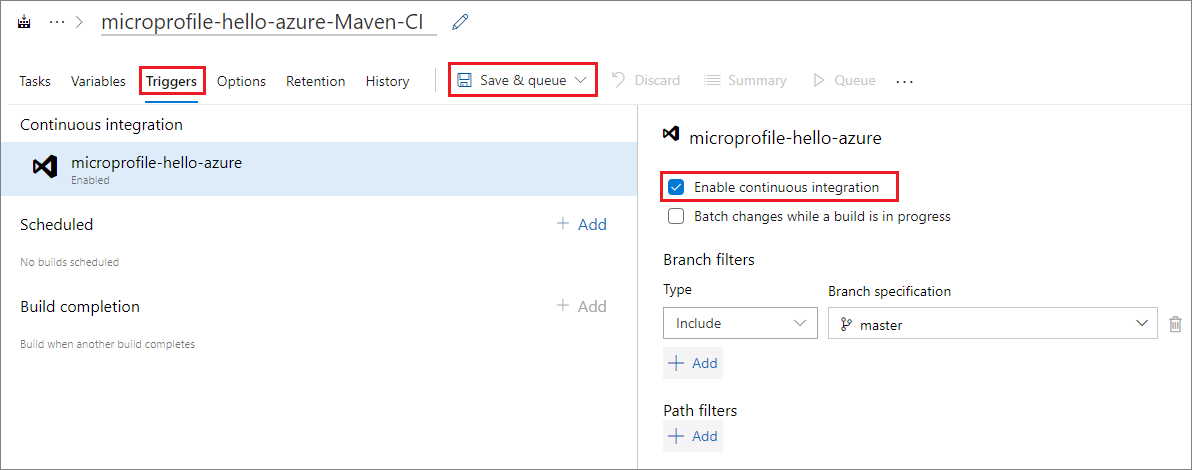 ··· > microprofile-hello-azure-Maven-CI
Tasks Variables Triggers Options Retention History Save & queue Discard Summary Queue ···
Continuous integration
microprofile-hello-azure
Enabled
Scheduled + Add
No builds scheduled
Build completion + Add
Build when another build completes
microprofile-hello-azure
Enable continuous integration
Batch changes while a build is in progress
Branch filters
Type Branch specification
Include master
+ Add
Path filters
+ Add